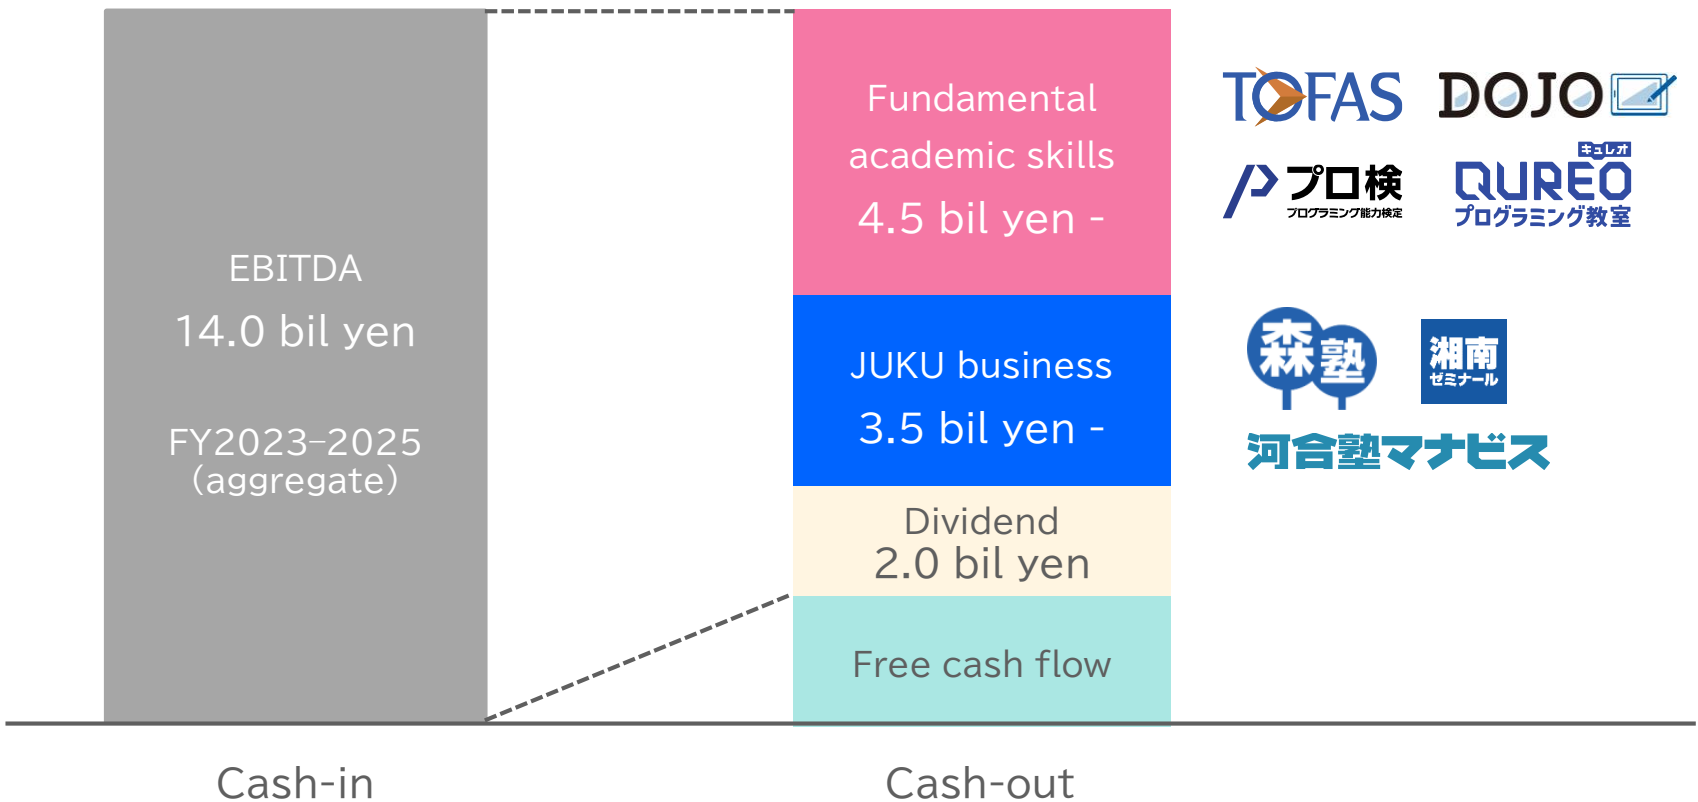 EBITDA
14.0 bil yen
FY2023–2025
(aggregate)
Cash-in
Fundamental
academic skills
4.5 bil yen -
JUKU business
3.5 bil yen -
Dividend
2.0 bil yen
Free cash flow
Cash-out
TOFAS
DOJO
プロ検
プログラミング能力検定
キュレオ
QUREO
プログラミング教室
森塾
湘南
ゼミナール
河合塾マナビス